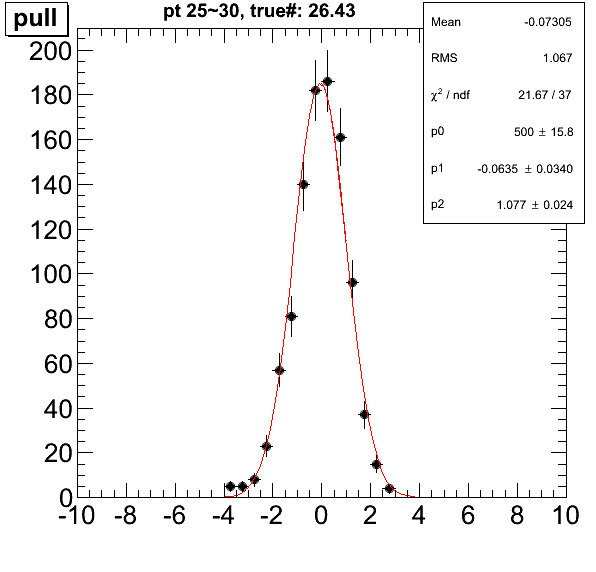 pull
pt 25~30, true#: 26.43
Mean -0.07305
RMS 1.067
χ² / ndf 21.67 / 37
p0 500 ± 15.8
p1 -0.0635 ± 0.0340
p2 1.077 ± 0.024
200
180
160
140
120
100
80
60
40
20
0
-10 -8 -6 -4 -2 0 2 4 6 8 10